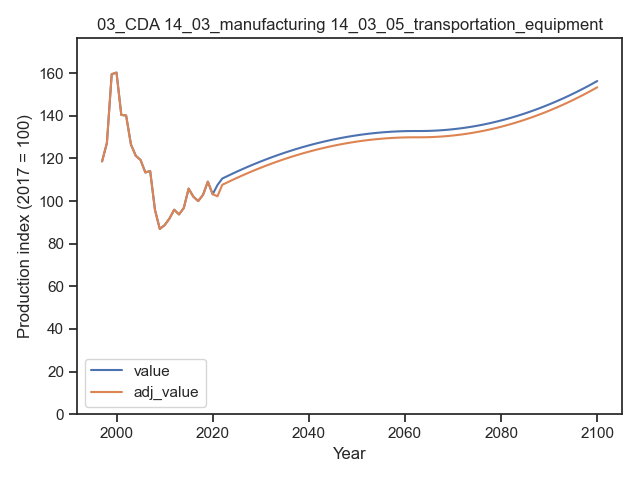 03_CDA 14_03_manufacturing 14_03_05_transportation_equipment
Production index (2017 = 100)
160
140
120
100
80
60
40
20
0
value
adj_value
2000 2020 2040 2060 2080 2100
Year